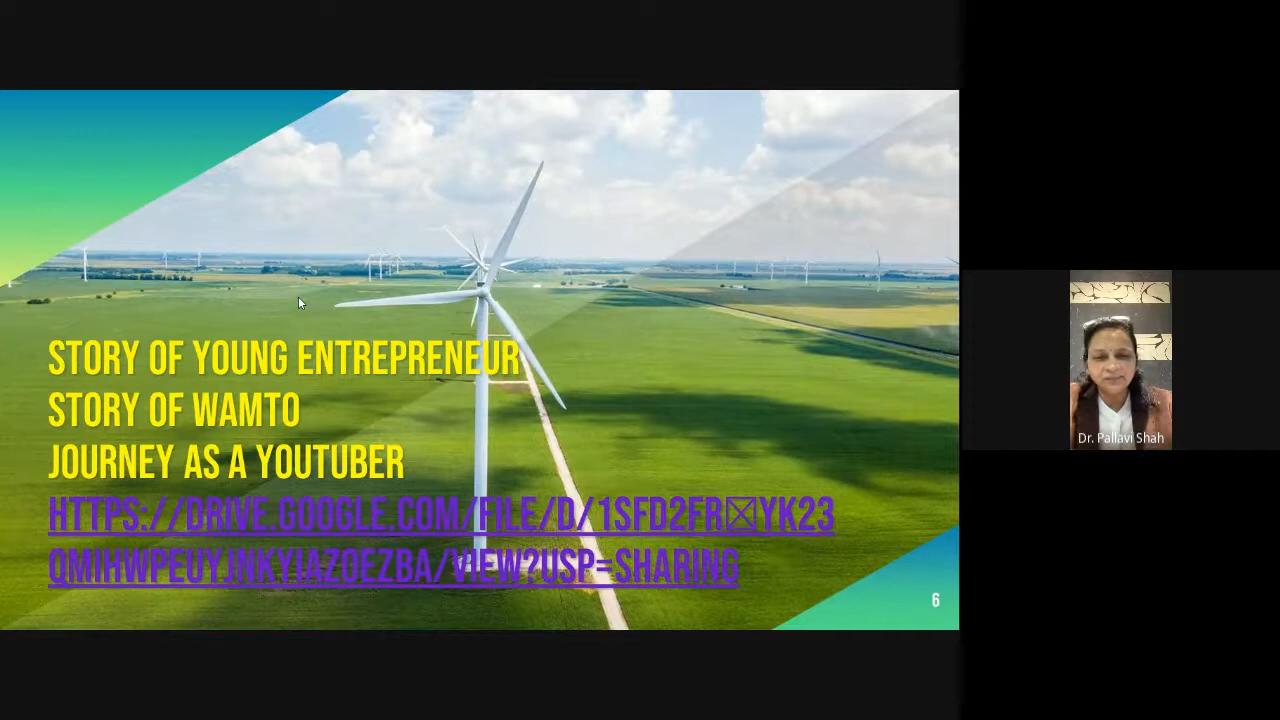 STORY OF YOUNG ENTREPRENEUR
STORY OF WAMTO
JOURNEY AS A YOUTUBER
HTTPS://DRIVE.GOOGLE.COM/FILE/D/1SFD2FR☒YK23
QMIHWPEUYJNKYIAZOEZBA/VIEW?USP=SHARING
6
Dr. Pallavi Shah